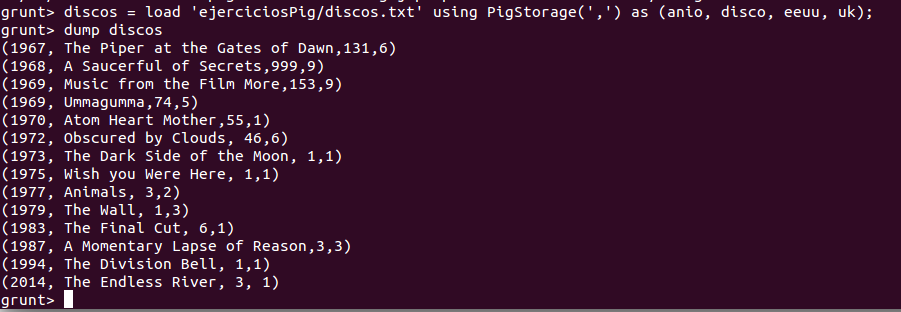 grunt> discos = load 'ejerciciosPig/discos.txt' using PigStorage(',') as (anio, disco, eeuu, uk);
grunt> dump discos
(1967, The Piper at the Gates of Dawn,131,6)
(1968, A Saucerful of Secrets,999,9)
(1969, Music from the Film More,153,9)
(1969, Ummagumma,74,5)
(1970, Atom Heart Mother,55,1)
(1972, Obscured by Clouds, 46,6)
(1973, The Dark Side of the Moon, 1,1)
(1975, Wish you Were Here, 1,1)
(1977, Animals, 3,2)
(1979, The Wall, 1,3)
(1983, The Final Cut, 6,1)
(1987, A Momentary Lapse of Reason,3,3)
(1994, The Division Bell, 1,1)
(2014, The Endless River, 3, 1)
grunt>